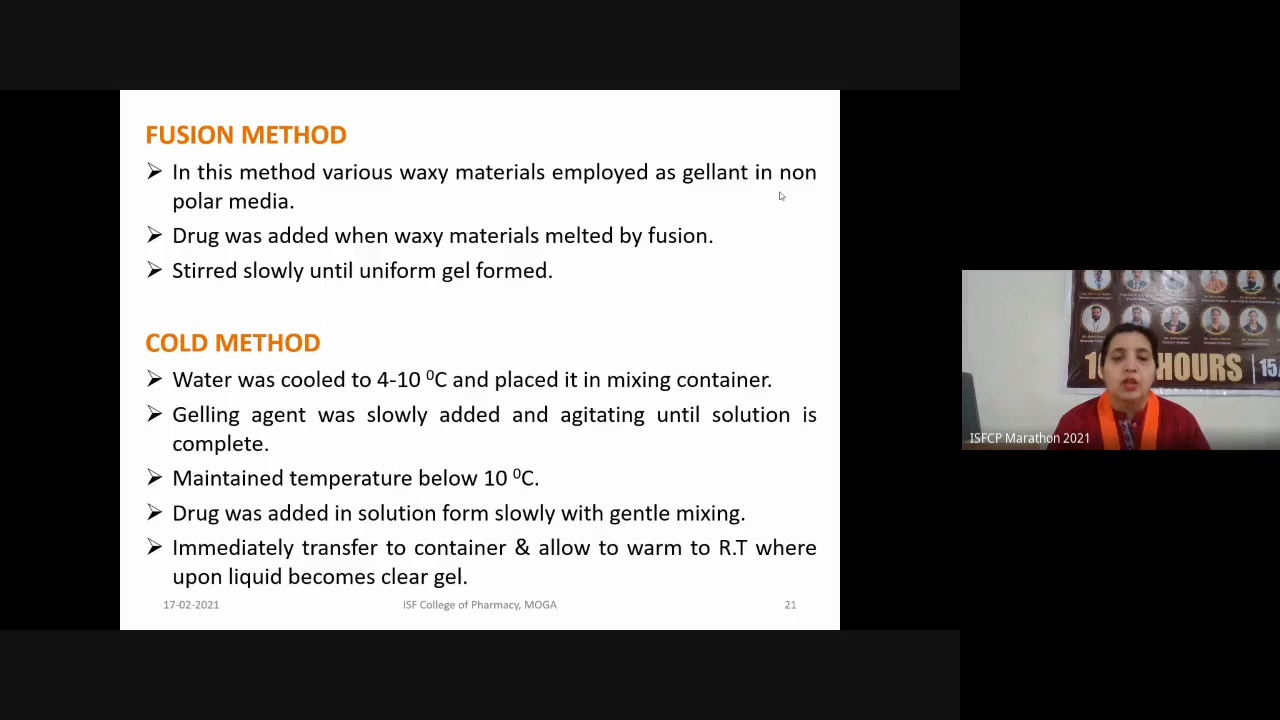 FUSION METHOD
➢ In this method various waxy materials employed as gellant in non
polar media.
➢ Drug was added when waxy materials melted by fusion.
➢ Stirred slowly until uniform gel formed.
COLD METHOD
➢ Water was cooled to 4-10 ⁰C and placed it in mixing container.
➢ Gelling agent was slowly added and agitating until solution is
complete.
➢ Maintained temperature below 10 ⁰C.
➢ Drug was added in solution form slowly with gentle mixing.
➢ Immediately transfer to container & allow to warm to R.T where
upon liquid becomes clear gel.
17-02-2021 ISF College of Pharmacy, MOGA 21
HOURS
ISFCP Marathon 2021